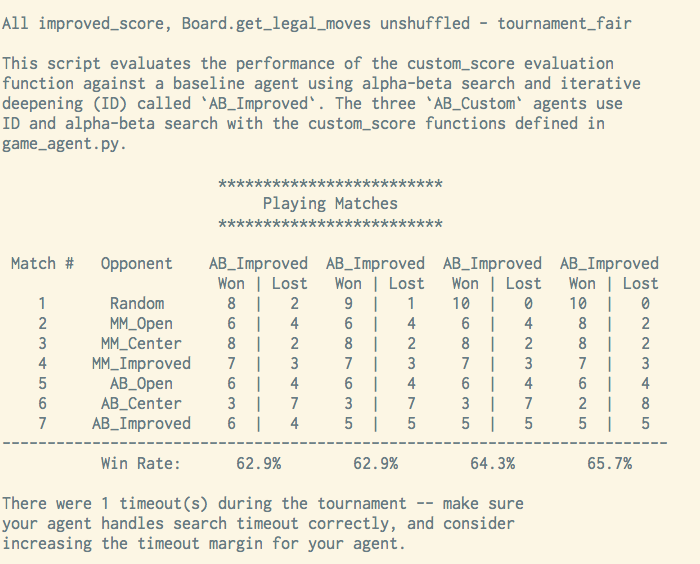 All improved_score, Board.get_legal_moves unshuffled - tournament_fair
This script evaluates the performance of the custom_score evaluation
function against a baseline agent using alpha-beta search and iterative
deepening (ID) called `AB_Improved`. The three `AB_Custom` agents use
ID and alpha-beta search with the custom_score functions defined in
game_agent.py.
*************************
Playing Matches
*************************
Match # Opponent AB_Improved AB_Improved AB_Improved AB_Improved
Won | Lost Won | Lost Won | Lost Won | Lost
1 Random 8 | 2 9 | 1 10 | 0 10 | 0
2 MM_Open 6 | 4 6 | 4 6 | 4 8 | 2
3 MM_Center 8 | 2 8 | 2 8 | 2 8 | 2
4 MM_Improved 7 | 3 7 | 3 7 | 3 7 | 3
5 AB_Open 6 | 4 6 | 4 6 | 4 6 | 4
6 AB_Center 3 | 7 3 | 7 3 | 7 2 | 8
7 AB_Improved 6 | 4 5 | 5 5 | 5 5 | 5
--------------------------------------------------------------------------
Win Rate: 62.9% 62.9% 64.3% 65.7%
There were 1 timeout(s) during the tournament -- make sure
your agent handles search timeout correctly, and consider
increasing the timeout margin for your agent.